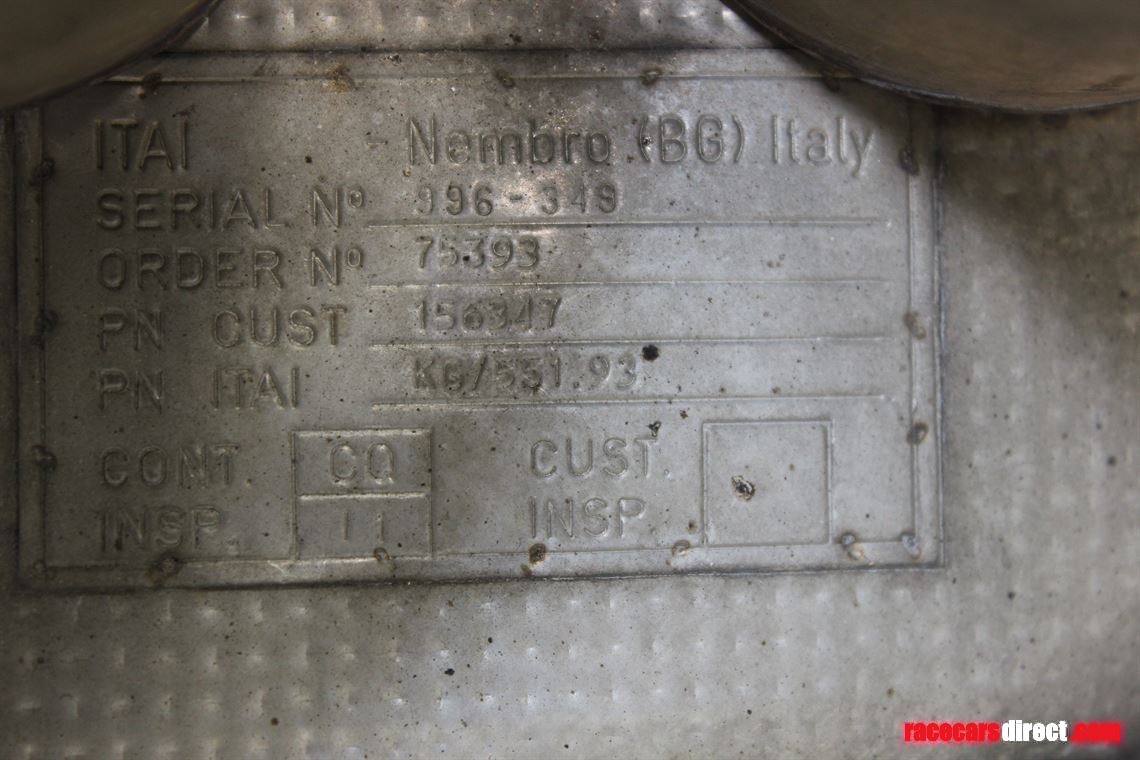 ITAI Nembro (BG) Italy
SERIAL Nº 996-349
ORDER Nº 75393
PN CUST 156347
PN ITAI KG/551.93
CONT INSP. CQ 11 CUST. INSP.
racecarsdirect.com